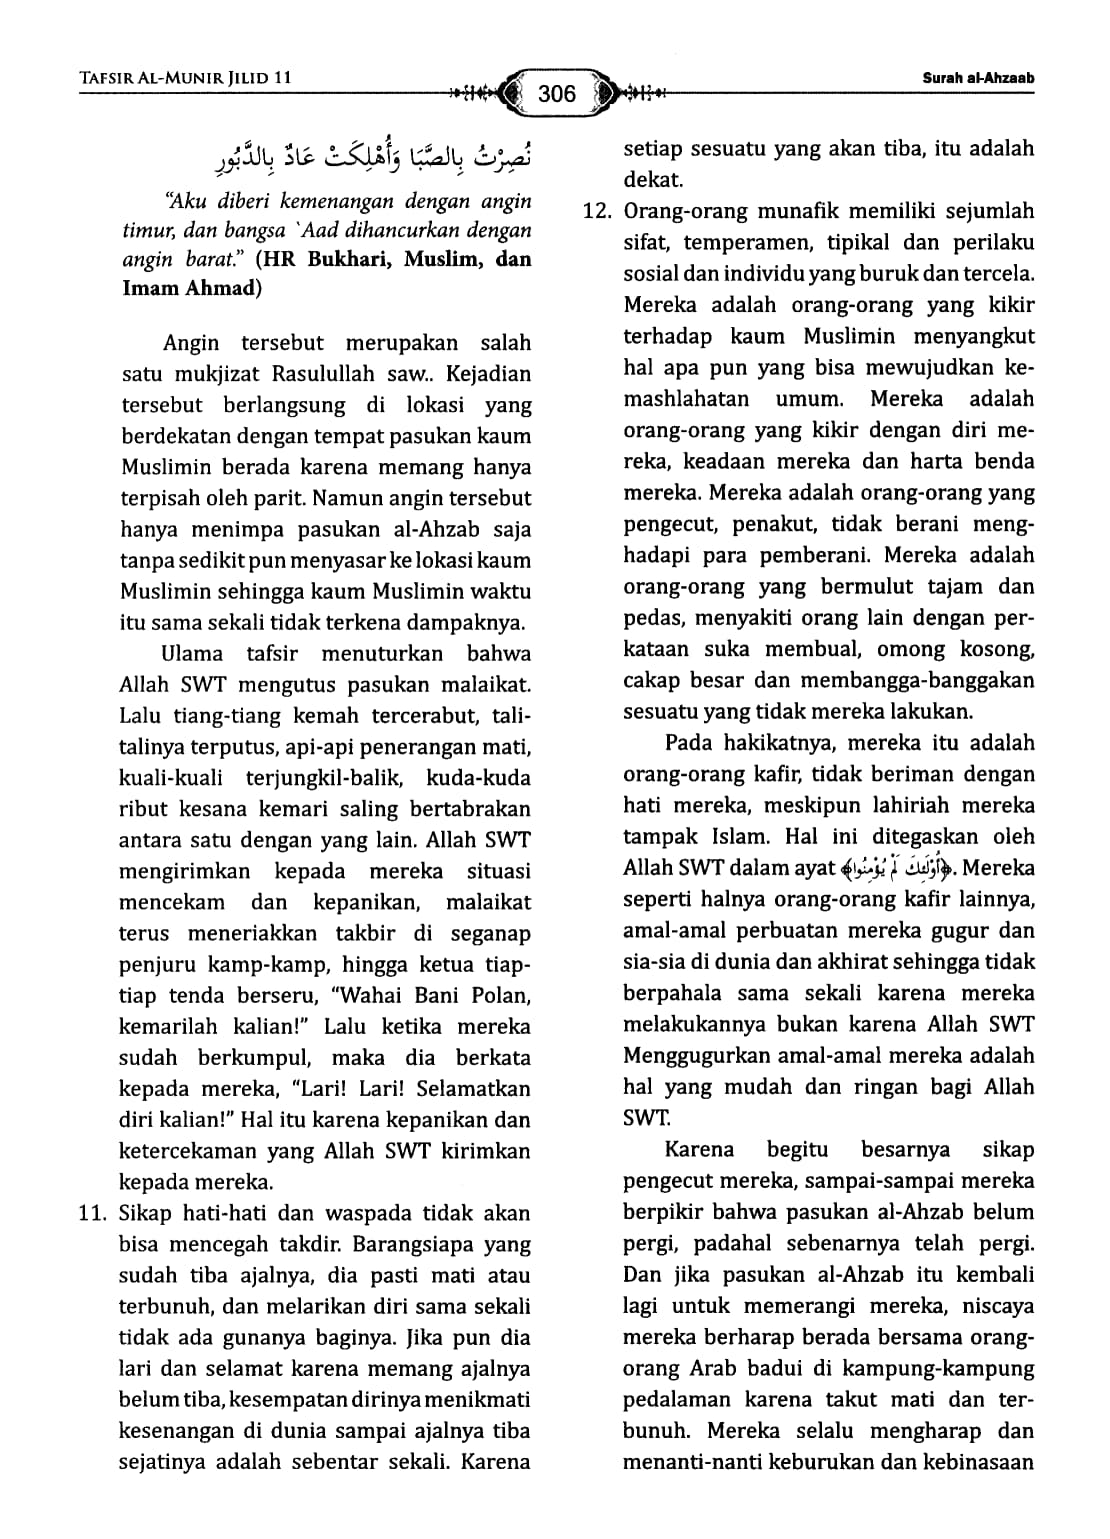 TAFSIR AL-MUNIR JILID 11
306
Surah al-Ahzaab
نُصِرْتُ بِالصَّبَا وَأُهْلِكَتْ عَادٌ بِالدَّبُورِ
“Aku diberi kemenangan dengan angin
timur, dan bangsa `Aad dihancurkan dengan
angin barat.” (HR Bukhari, Muslim, dan
Imam Ahmad)
Angin tersebut merupakan salah
satu mukjizat Rasulullah saw.. Kejadian
tersebut berlangsung di lokasi yang
berdekatan dengan tempat pasukan kaum
Muslimin berada karena memang hanya
terpisah oleh parit. Namun angin tersebut
hanya menimpa pasukan al-Ahzab saja
tanpa sedikit pun menyasar ke lokasi kaum
Muslimin sehingga kaum Muslimin waktu
itu sama sekali tidak terkena dampaknya.
Ulama tafsir menuturkan bahwa
Allah SWT mengutus pasukan malaikat.
Lalu tiang-tiang kemah tercerabut, tali-
talinya terputus, api-api penerangan mati,
kuali-kuali terjungkil-balik, kuda-kuda
ribut kesana kemari saling bertabrakan
antara satu dengan yang lain. Allah SWT
mengirimkan kepada mereka situasi
mencekam dan kepanikan, malaikat
terus meneriakkan takbir di seganap
penjuru kamp-kamp, hingga ketua tiap-
tiap tenda berseru, “Wahai Bani Polan,
kemarilah kalian!” Lalu ketika mereka
sudah berkumpul, maka dia berkata
kepada mereka, “Lari! Lari! Selamatkan
diri kalian!” Hal itu karena kepanikan dan
ketercekaman yang Allah SWT kirimkan
kepada mereka.
11. Sikap hati-hati dan waspada tidak akan
bisa mencegah takdir. Barangsiapa yang
sudah tiba ajalnya, dia pasti mati atau
terbunuh, dan melarikan diri sama sekali
tidak ada gunanya baginya. Jika pun dia
lari dan selamat karena memang ajalnya
belum tiba, kesempatan dirinya menikmati
kesenangan di dunia sampai ajalnya tiba
sejatinya adalah sebentar sekali. Karena
setiap sesuatu yang akan tiba, itu adalah
dekat.
12. Orang-orang munafik memiliki sejumlah
sifat, temperamen, tipikal dan perilaku
sosial dan individu yang buruk dan tercela.
Mereka adalah orang-orang yang kikir
terhadap kaum Muslimin menyangkut
hal apa pun yang bisa mewujudkan ke-
mashlahatan umum. Mereka adalah
orang-orang yang kikir dengan diri me-
reka, keadaan mereka dan harta benda
mereka. Mereka adalah orang-orang yang
pengecut, penakut, tidak berani meng-
hadapi para pemberani. Mereka adalah
orang-orang yang bermulut tajam dan
pedas, menyakiti orang lain dengan per-
kataan suka membual, omong kosong,
cakap besar dan membangga-banggakan
sesuatu yang tidak mereka lakukan.
Pada hakikatnya, mereka itu adalah
orang-orang kafir, tidak beriman dengan
hati mereka, meskipun lahiriah mereka
tampak Islam. Hal ini ditegaskan oleh
Allah SWT dalam ayat ﴿أُوْلَئِكَ لَمْ يُؤْمِنُوا﴾. Mereka
seperti halnya orang-orang kafir lainnya,
amal-amal perbuatan mereka gugur dan
sia-sia di dunia dan akhirat sehingga tidak
berpahala sama sekali karena mereka
melakukannya bukan karena Allah SWT
Menggugurkan amal-amal mereka adalah
hal yang mudah dan ringan bagi Allah
SWT.
Karena begitu besarnya sikap
pengecut mereka, sampai-sampai mereka
berpikir bahwa pasukan al-Ahzab belum
pergi, padahal sebenarnya telah pergi.
Dan jika pasukan al-Ahzab itu kembali
lagi untuk memerangi mereka, niscaya
mereka berharap berada bersama orang-
orang Arab badui di kampung-kampung
pedalaman karena takut mati dan ter-
bunuh. Mereka selalu mengharap dan
menanti-nanti keburukan dan kebinasaan